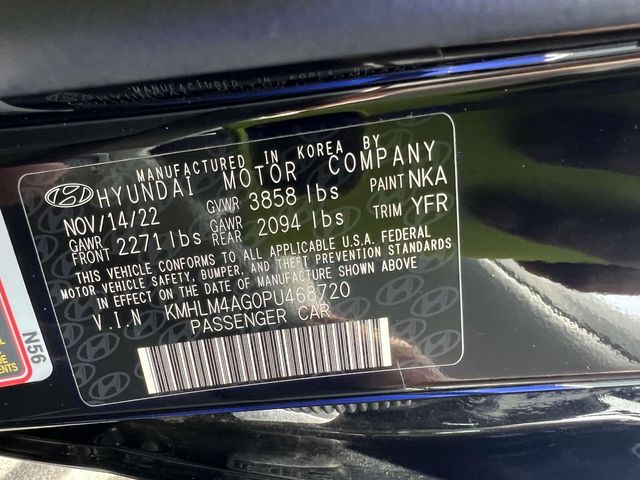 MANUFACTURED IN KOREA BY
HYUNDAI MOTOR COMPANY
NOV/14/22 GVWR 3858 lbs PAINT NKA
GAWR FRONT 2271 lbs GAWR REAR 2094 lbs TRIM YFR
THIS VEHICLE CONFORMS TO ALL APPLICABLE U.S.A. FEDERAL
MOTOR VEHICLE SAFETY, BUMPER, AND THEFT PREVENTION STANDARDS
IN EFFECT ON THE DATE OF MANUFACTURE SHOWN ABOVE
V.I.N KMHLM4AG0PU468720
PASSENGER CAR
N56